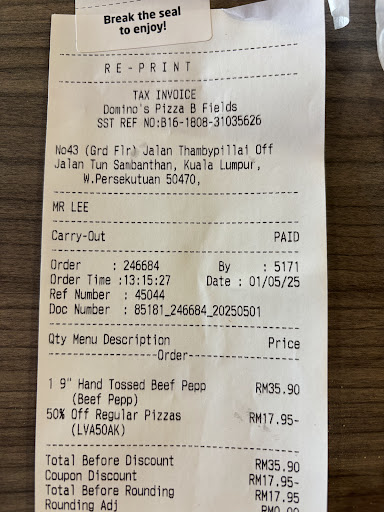 Break the seal
to enjoy!
RE-PRINT
TAX INVOICE
Domino's Pizza B Fields
SST REF NO:B16-1808-31035626
No43 (Grd Flr) Jalan Thambypillai Off
Jalan Tun Sambanthan, Kuala Lumpur,
W.Persekutuan 50470,
MR LEE
Carry-Out PAID
Order : 246684 By : 5171
Order Time :13:15:27 Date : 01/05/25
Ref Number : 45044
Doc Number : 85181_246684_20250501
Qty Menu Description Price
Order
1 9" Hand Tossed Beef Pepp RM35.90
(Beef Pepp)
50% Off Regular Pizzas RM17.95-
(LVA50AK)
Total Before Discount RM35.90
Coupon Discount RM17.95-
Total Before Rounding RM17.95
Rounding Adj RM0.00